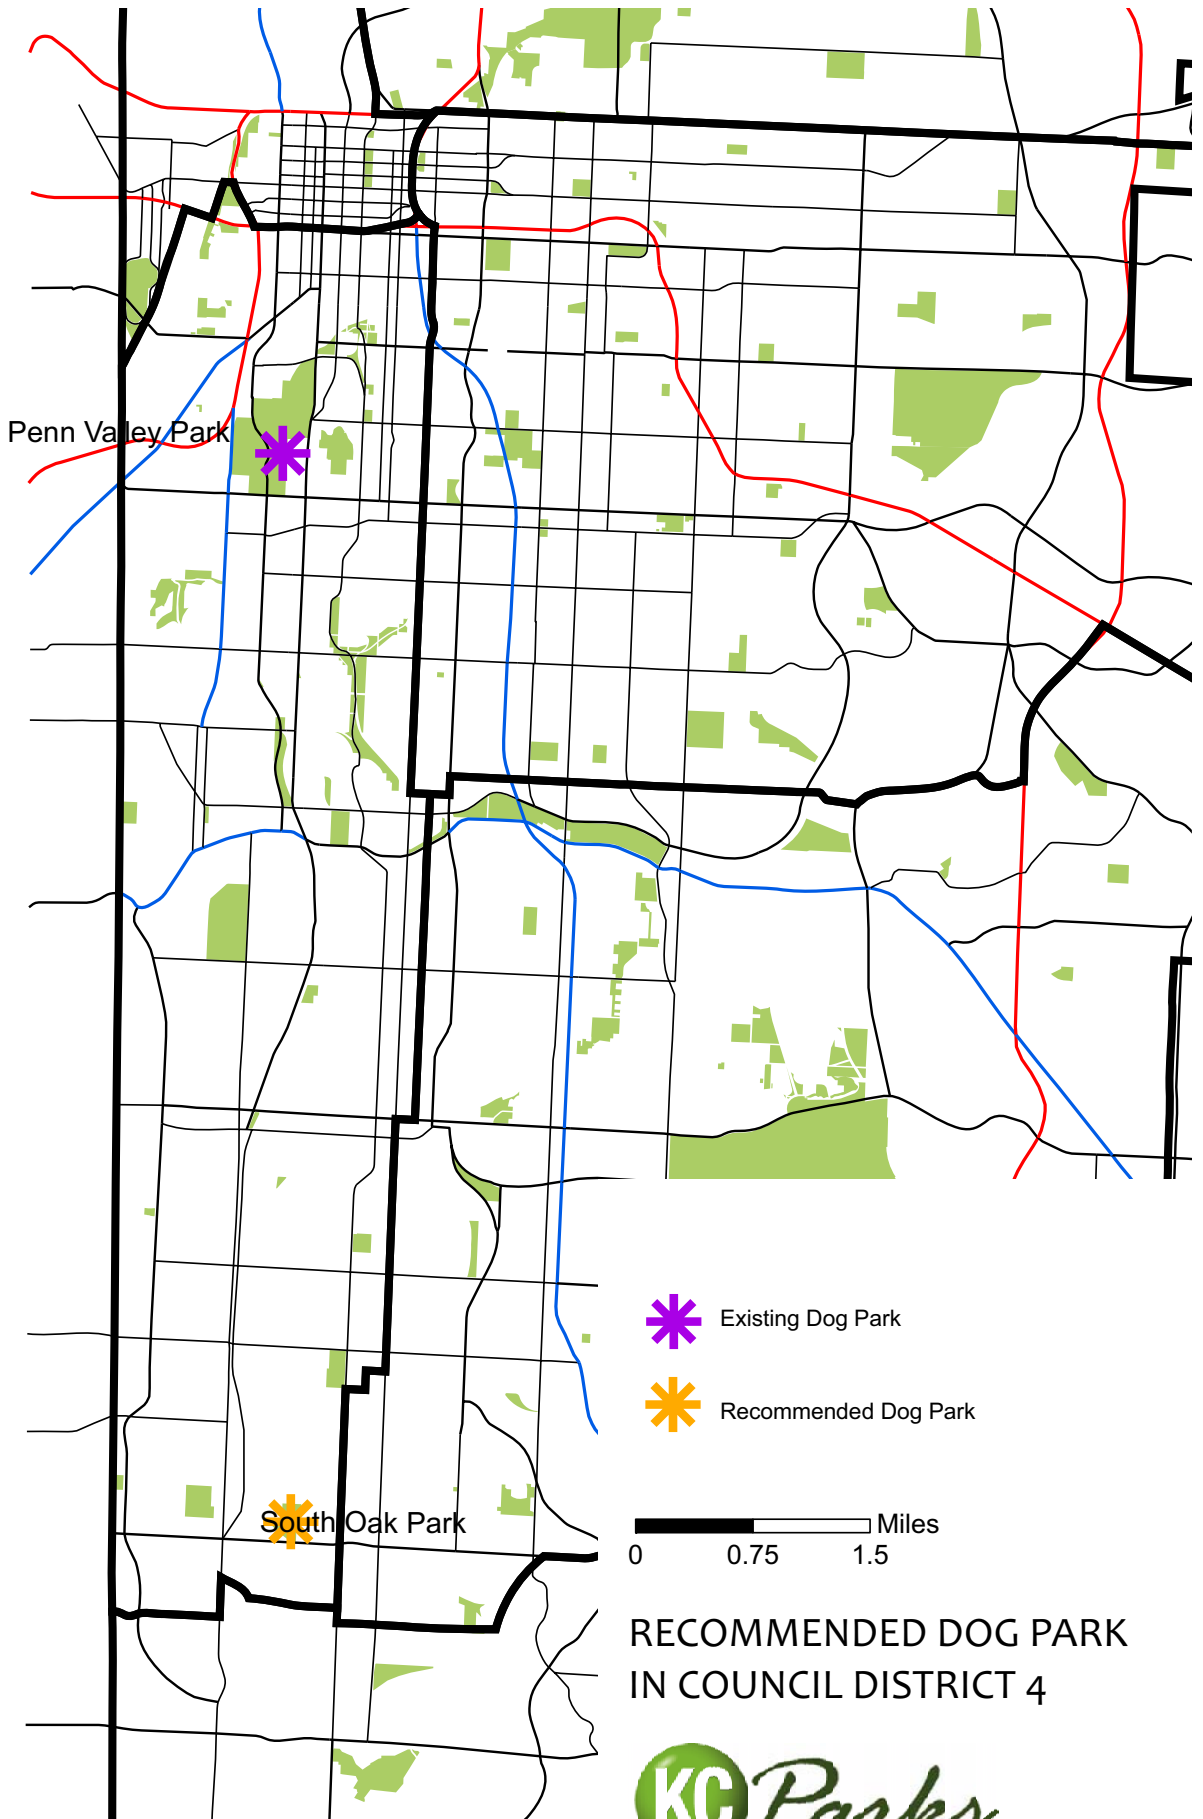 Penn Valley Park
Existing Dog Park
Recommended Dog Park
South Oak Park
Miles
0 0.75 1.5
RECOMMENDED DOG PARK
IN COUNCIL DISTRICT 4
KC Parks